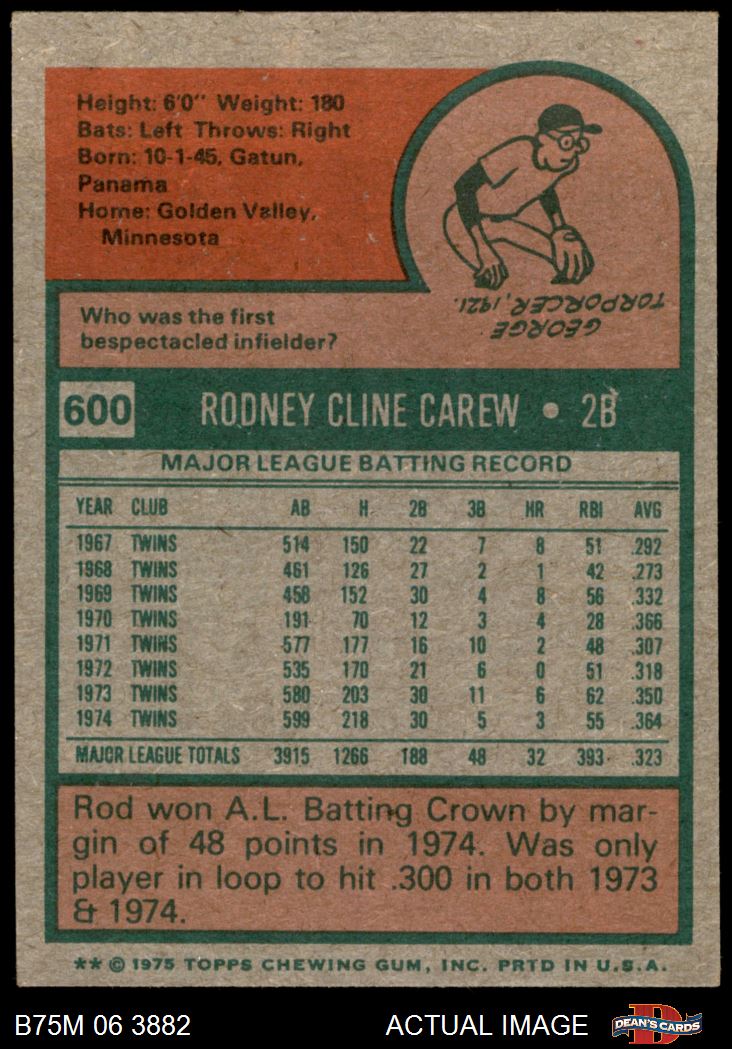 Height: 6'0" Weight: 180
Bats: Left Throws: Right
Born: 10-1-45, Gatun,
Panama
Home: Golden Valley,
Minnesota
Who was the first
bespectacled infielder?
GEORGE
TORPORCER, 1921.
600 RODNEY CLINE CAREW • 2B
MAJOR LEAGUE BATTING RECORD
YEAR CLUB AB H 2B 3B HR RBI AVG
1967 TWINS 514 150 22 7 8 51 .292
1968 TWINS 461 126 27 2 1 42 .273
1969 TWINS 458 152 30 4 8 56 .332
1970 TWINS 191 70 12 3 4 28 .366
1971 TWINS 577 177 16 10 2 48 .307
1972 TWINS 535 170 21 6 0 51 .318
1973 TWINS 580 203 30 11 6 62 .350
1974 TWINS 599 218 30 5 3 55 .364
MAJOR LEAGUE TOTALS 3915 1266 188 48 32 393 .323
Rod won A.L. Batting Crown by mar-
gin of 48 points in 1974. Was only
player in loop to hit .300 in both 1973
& 1974.
** © 1975 TOPPS CHEWING GUM, INC. PRTD IN U.S.A.
B75M 06 3882 ACTUAL IMAGE D DEAN'S CARDS